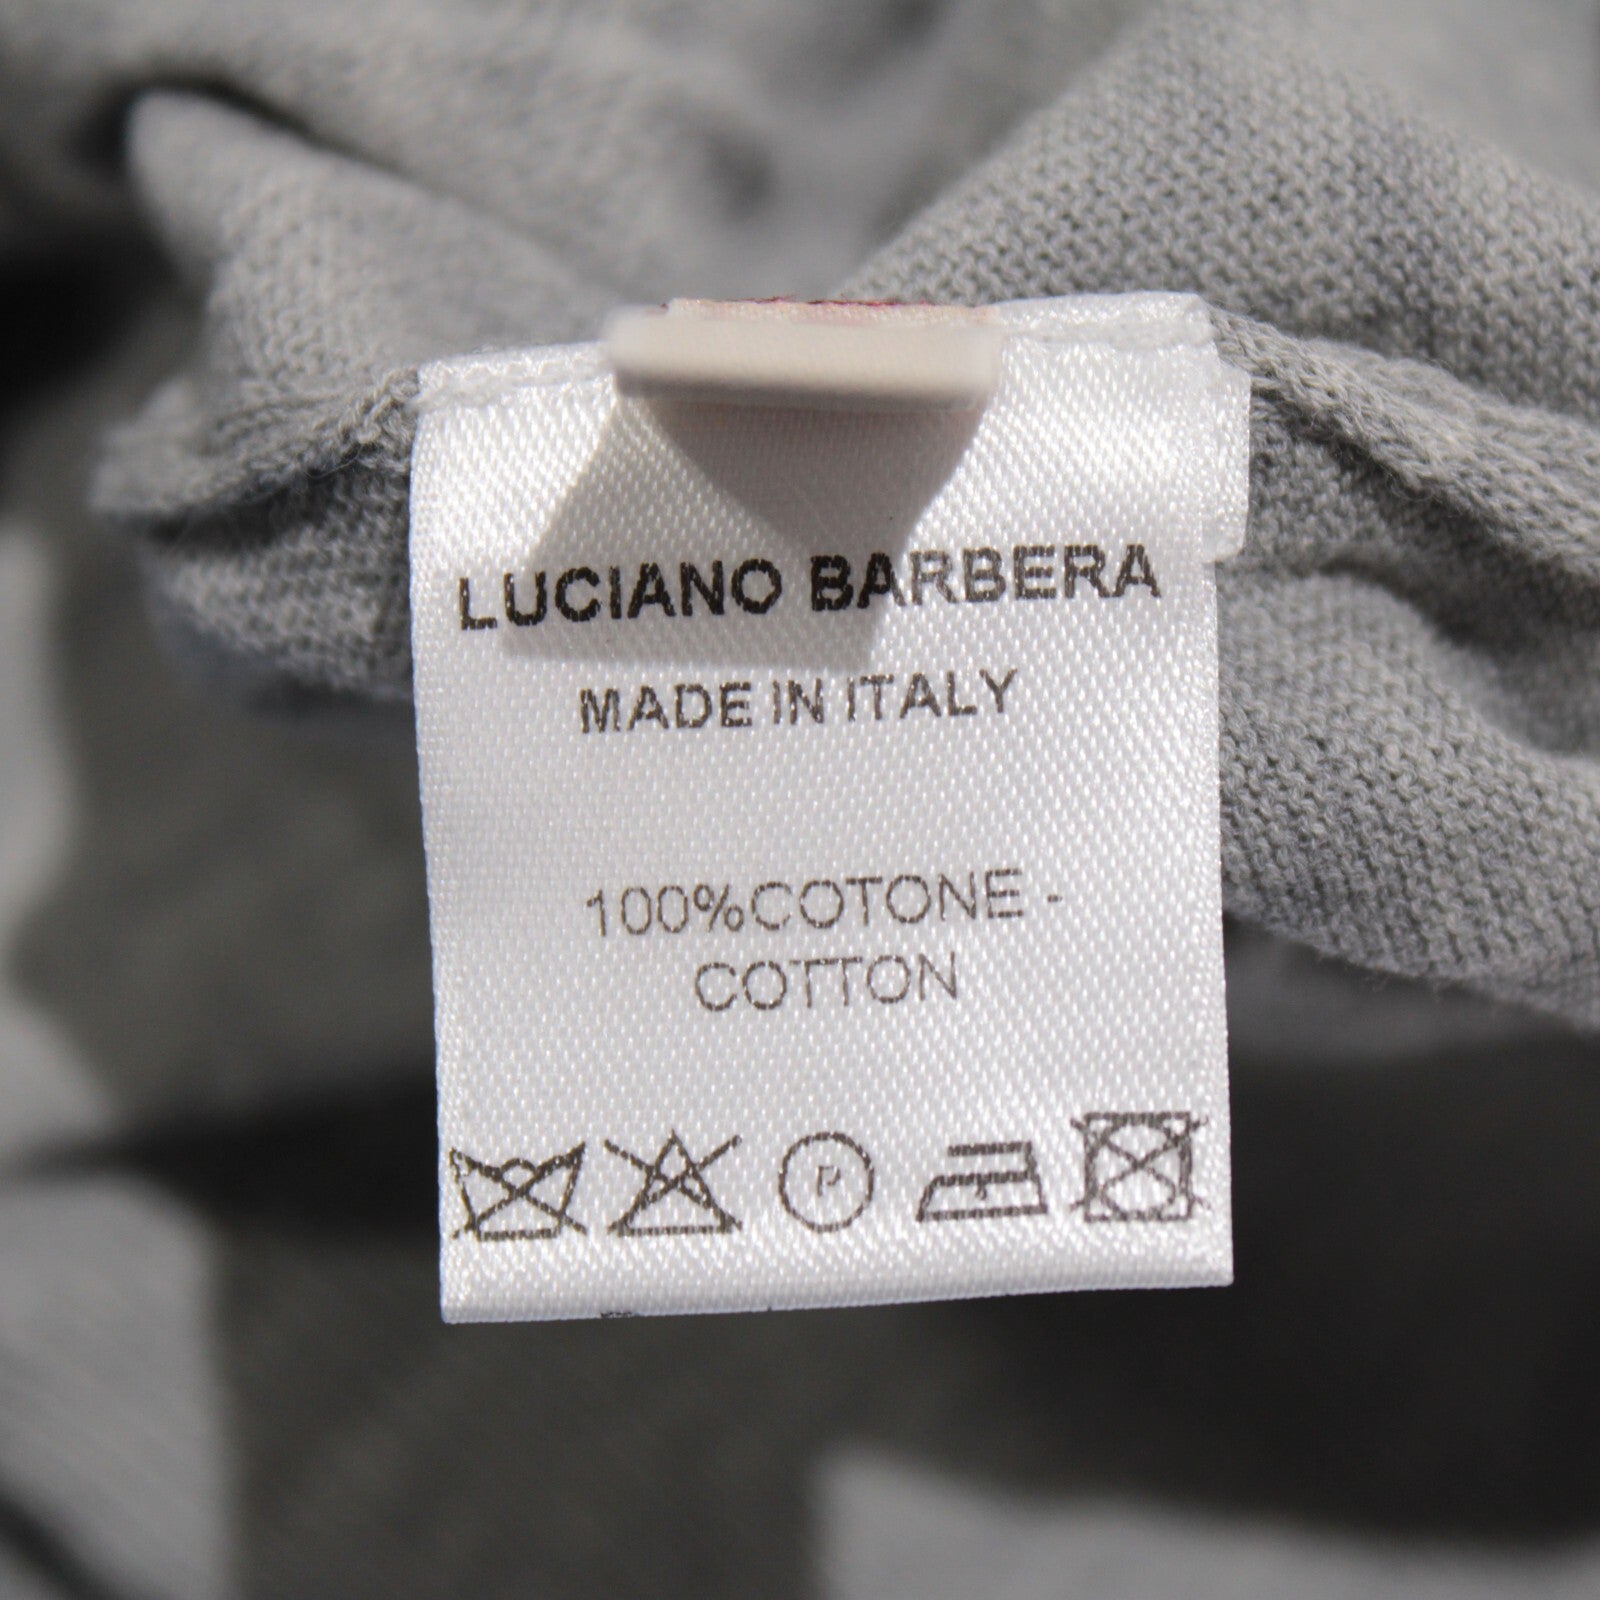 LUCIANO BARBERA
MADE IN ITALY
100%COTONE -
COTTON
P